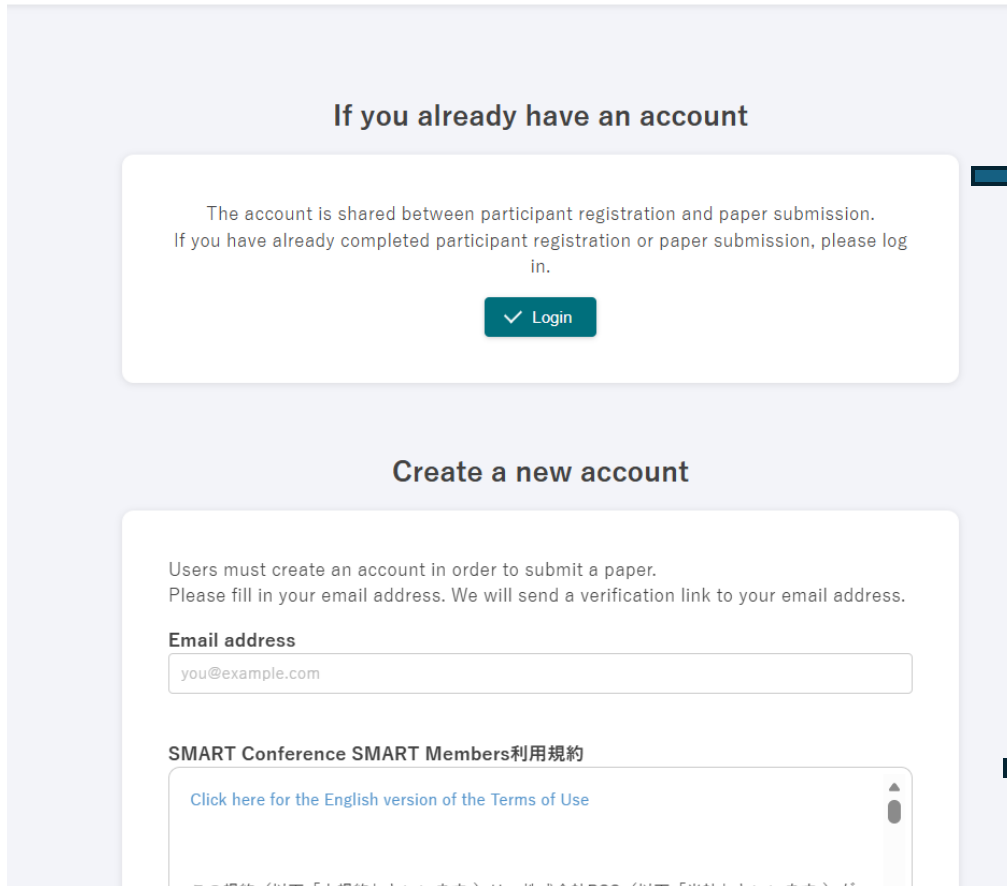 If you already have an account
The account is shared between participant registration and paper submission.
If you have already completed participant registration or paper submission, please log
in.
Login
Create a new account
Users must create an account in order to submit a paper.
Please fill in your email address. We will send a verification link to your email address.
Email address
you@example.com
SMART Conference SMART Members利用規約
Click here for the English version of the Terms of Use